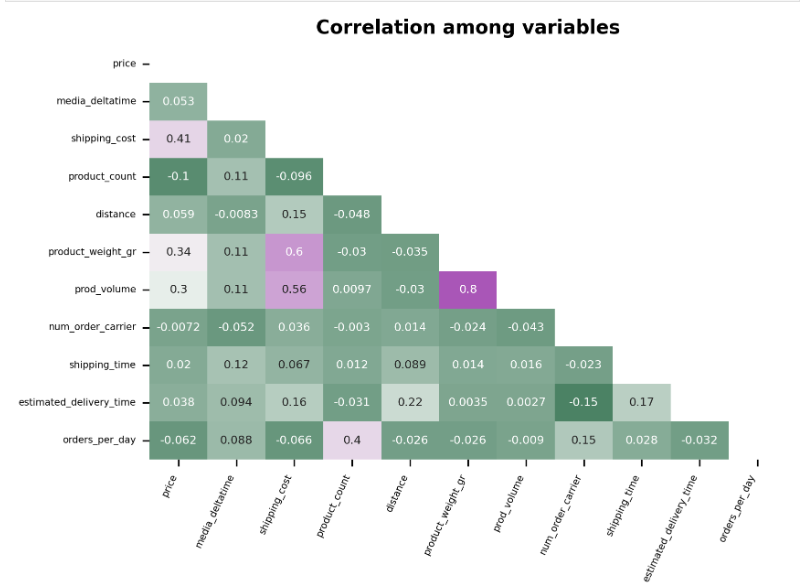 Correlation among variables
price
media_deltatime 0.053
shipping_cost 0.41 0.02
product_count -0.1 0.11 -0.096
distance 0.059 -0.0083 0.15 -0.048
product_weight_gr 0.34 0.11 0.6 -0.03 -0.035
prod_volume 0.3 0.11 0.56 0.0097 -0.03 0.8
num_order_carrier -0.0072 -0.052 0.036 -0.003 0.014 -0.024 -0.043
shipping_time 0.02 0.12 0.067 0.012 0.089 0.014 0.016 -0.023
estimated_delivery_time 0.038 0.094 0.16 -0.031 0.22 0.0035 0.0027 -0.15 0.17
orders_per_day -0.062 0.088 -0.066 0.4 -0.026 -0.026 -0.009 0.15 0.028 -0.032
price media_deltatime shipping_cost product_count distance product_weight_gr prod_volume num_order_carrier shipping_time estimated_delivery_time orders_per_day